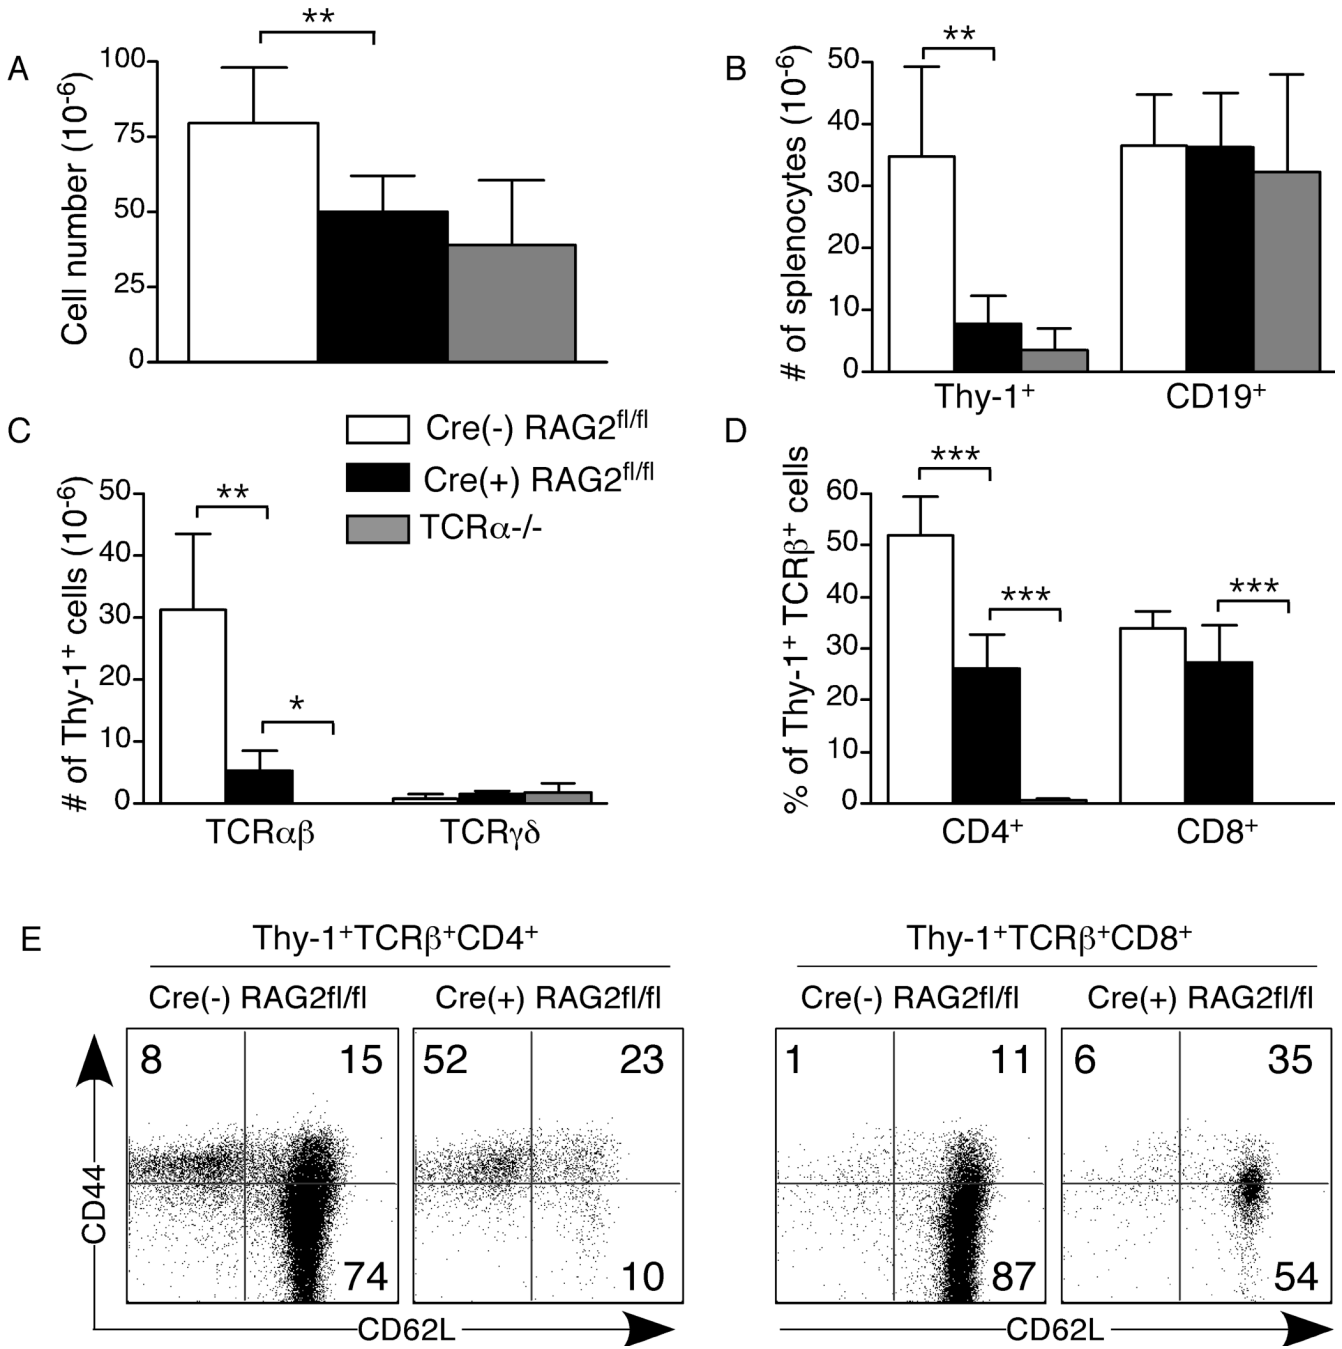 A
**
Cell number (10⁻⁶)
100
75
50
25
0
B
**
# of splenocytes (10⁻⁶)
50
40
30
20
10
0
Thy-1⁺ CD19⁺
C
Cre(-) RAG2ᶠˡ/ᶠˡ
Cre(+) RAG2ᶠˡ/ᶠˡ
TCRα-/-
# of Thy-1⁺ cells (10⁻⁶)
50
40
30
20
10
0
**
*
TCRαβ TCRγδ
D
% of Thy-1⁺ TCRβ⁺ cells
60
50
40
30
20
10
0
***
***
***
CD4⁺ CD8⁺
E
Thy-1⁺TCRβ⁺CD4⁺
Cre(-) RAG2fl/fl Cre(+) RAG2fl/fl
8 15
74
52 23
10
CD44
CD62L
Thy-1⁺TCRβ⁺CD8⁺
Cre(-) RAG2fl/fl Cre(+) RAG2fl/fl
1 11
87
6 35
54
CD62L